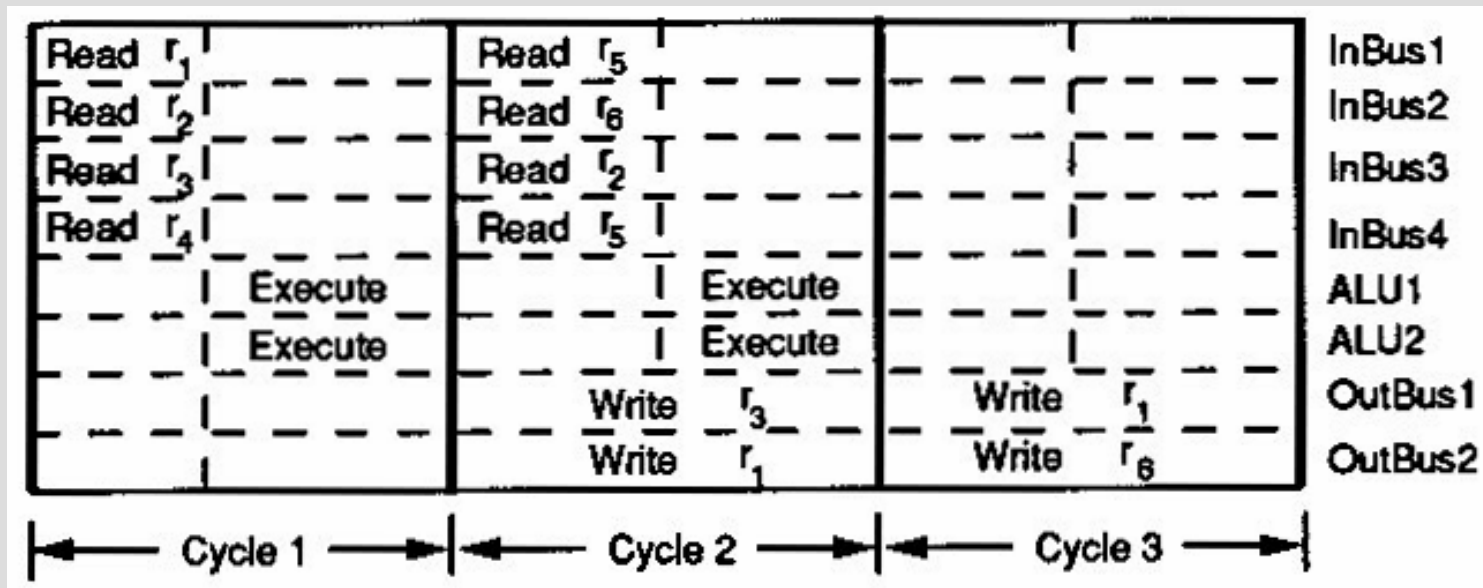 Read r1 Read r5 InBus1
Read r2 Read r6 InBus2
Read r3 Read r2 InBus3
Read r4 Read r5 InBus4
Execute Execute ALU1
Execute Execute ALU2
Write r3 Write r1 OutBus1
Write r1 Write r6 OutBus2
Cycle 1 Cycle 2 Cycle 3